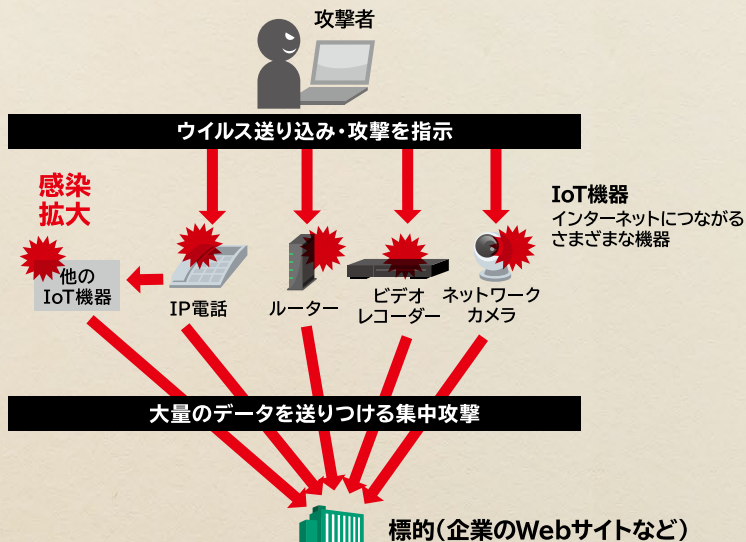 攻撃者
ウイルス送り込み・攻撃を指示
感染
拡大
IoT機器
インターネットにつながる
さまざまな機器
他の
IoT機器
IP電話
ルーター
ビデオ
レコーダー
ネットワーク
カメラ
大量のデータを送りつける集中攻撃
標的(企業のWebサイトなど)